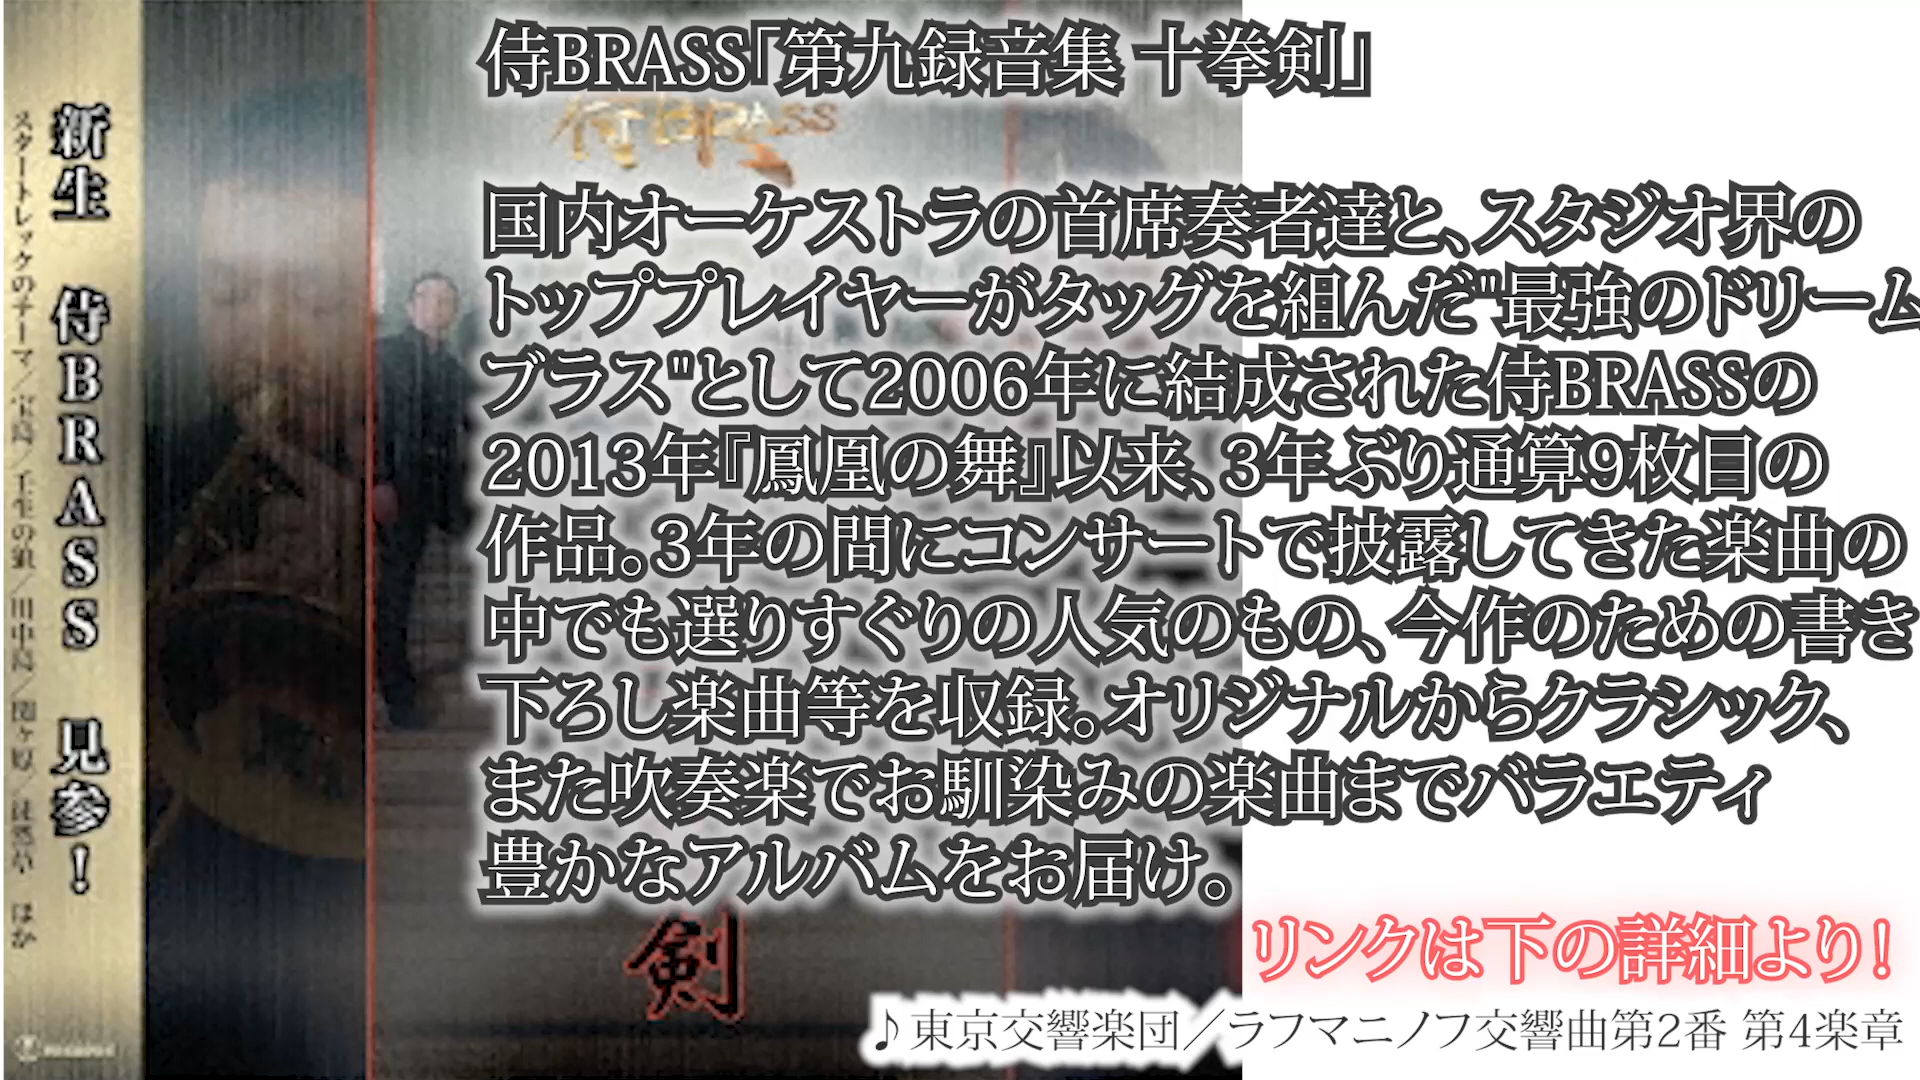 侍BRASS「第九録音集 十拳剣」
侍BRASS
国内オーケストラの首席奏者達と、スタジオ界の
トッププレイヤーがタッグを組んだ"最強のドリーム
ブラス"として2006年に結成された侍BRASSの
2013年『鳳凰の舞』以来、3年ぶり通算9枚目の
作品。3年の間にコンサートで披露してきた楽曲の
中でも選りすぐりの人気のもの、今作のための書き
下ろし楽曲等を収録。オリジナルからクラシック、
また吹奏楽でお馴染みの楽曲までバラエティ
豊かなアルバムをお届け。
剣
リンクは下の詳細より!
♪東京交響楽団／ラフマニノフ交響曲第2番 第4楽章
新生 侍BRASS 見参!
スタートレックのテーマ／宝島／壬生の狼／川中島／関ヶ原／徒然草 ほか